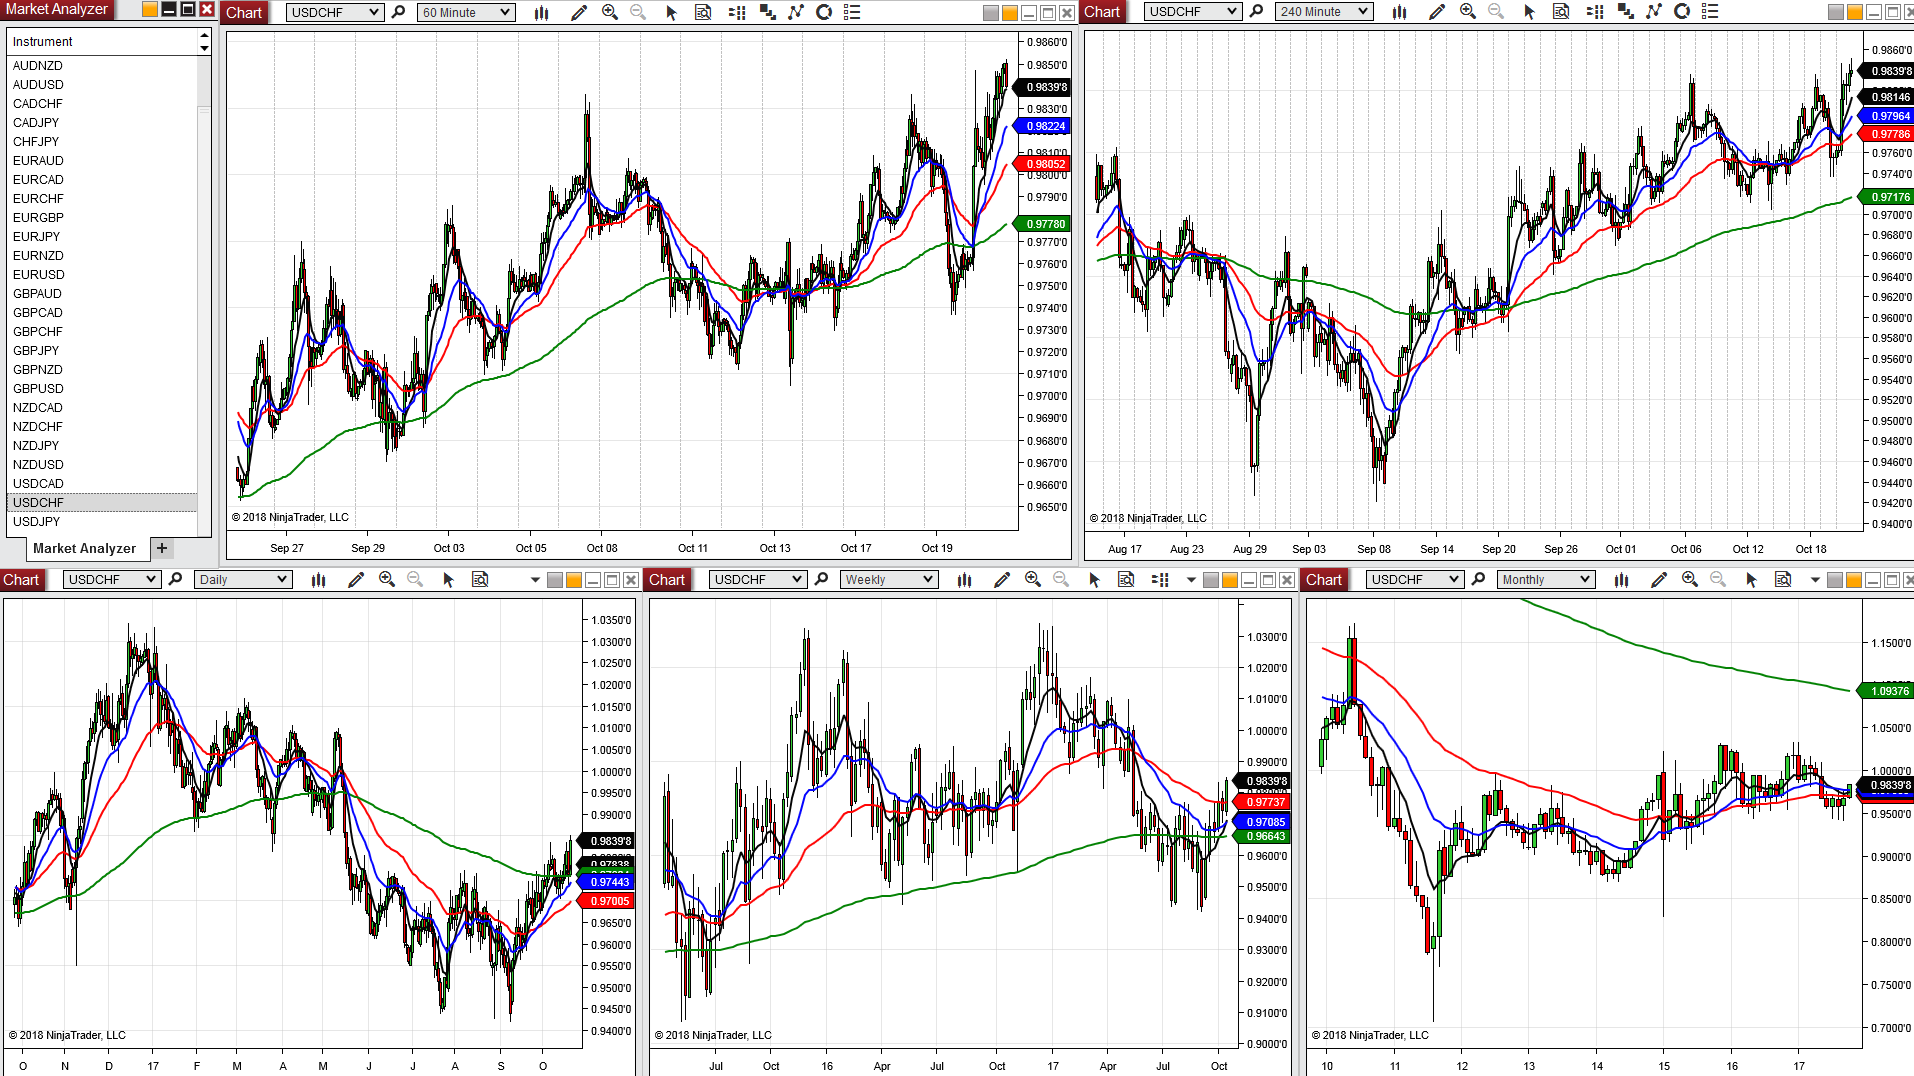 Market Analyzer
Instrument
AUDNZD
AUDUSD
CADCHF
CADJPY
CHFJPY
EURAUD
EURCAD
EURCHF
EURGBP
EURJPY
EURNZD
EURUSD
GBPAUD
GBPCAD
GBPCHF
GBPJPY
GBPNZD
GBPUSD
NZDCAD
NZDCHF
NZDJPY
NZDUSD
USDCAD
USDCHF
USDJPY
Market Analyzer +
Chart USDCHF 60 Minute
0.9860'0
0.9850'0
0.9839'8
0.9830'0
0.98224
0.9810'0
0.98052
0.9800'0
0.9790'0
0.97780
0.9770'0
0.9760'0
0.9750'0
0.9740'0
0.9730'0
0.9720'0
0.9710'0
0.9700'0
0.9690'0
0.9680'0
0.9670'0
0.9660'0
0.9650'0
© 2018 NinjaTrader, LLC
Sep 27 Sep 29 Oct 03 Oct 05 Oct 08 Oct 11 Oct 13 Oct 17 Oct 19
Chart USDCHF 240 Minute
0.9860'0
0.9839'8
0.98146
0.97964
0.97786
0.9760'0
0.9740'0
0.97176
0.9700'0
0.9680'0
0.9660'0
0.9640'0
0.9620'0
0.9600'0
0.9580'0
0.9560'0
0.9540'0
0.9520'0
0.9500'0
0.9480'0
0.9460'0
0.9440'0
0.9420'0
0.9400'0
© 2018 NinjaTrader, LLC
Aug 17 Aug 23 Aug 29 Sep 03 Sep 08 Sep 14 Sep 20 Sep 26 Oct 01 Oct 06 Oct 12 Oct 18
Chart USDCHF Daily
1.0350'0
1.0300'0
1.0250'0
1.0200'0
1.0150'0
1.0100'0
1.0050'0
1.0000'0
0.9950'0
0.9900'0
0.9839'8
0.97838
0.97443
0.97005
0.9650'0
0.9600'0
0.9550'0
0.9500'0
0.9450'0
0.9400'0
© 2018 NinjaTrader, LLC
O N D 17 F M A M J J A S O
Chart USDCHF Weekly
1.0300'0
1.0200'0
1.0100'0
1.0000'0
0.9900'0
0.9839'8
0.97737
0.97085
0.96643
0.9600'0
0.9500'0
0.9400'0
0.9300'0
0.9200'0
0.9100'0
0.9000'0
© 2018 NinjaTrader, LLC
Jul Oct 16 Apr Jul Oct 17 Apr Jul Oct
Chart USDCHF Monthly
1.1500'0
1.09376
1.0500'0
1.0000'0
0.9839'8
0.9500'0
0.9000'0
0.8500'0
0.8000'0
0.7500'0
0.7000'0
© 2018 NinjaTrader, LLC
10 11 12 13 14 15 16 17